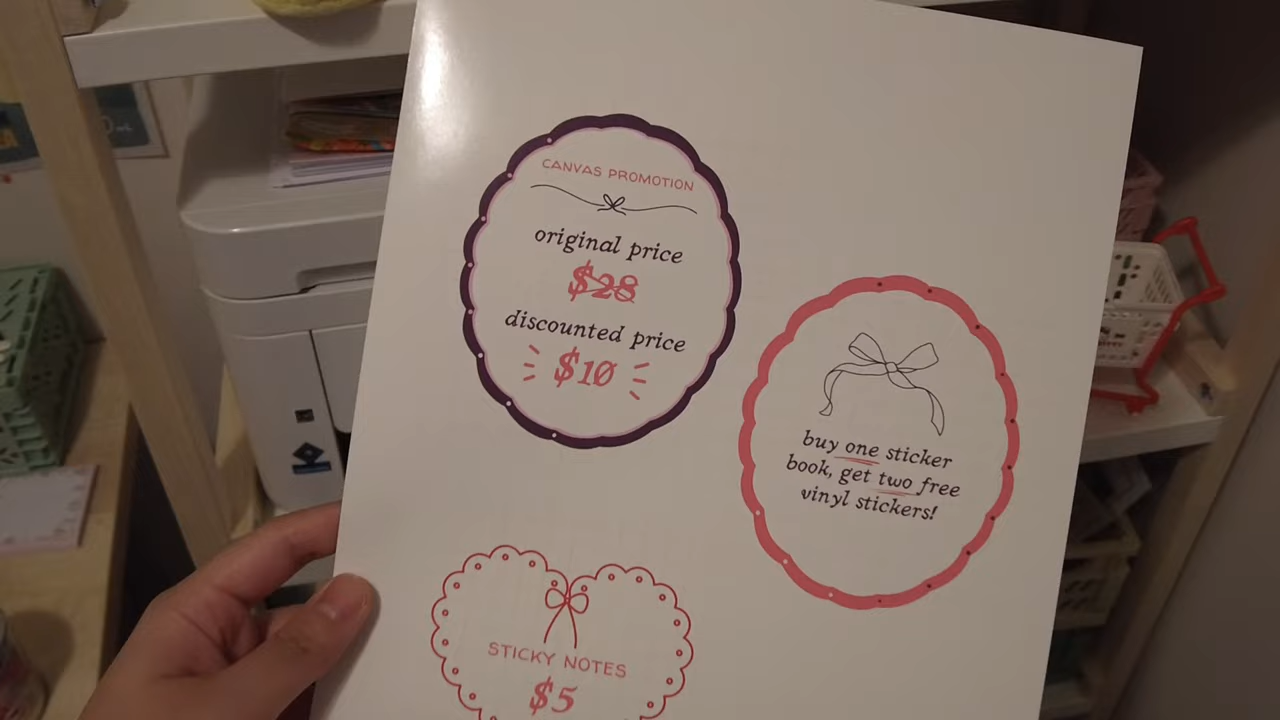 CANVAS PROMOTION
original price
$28
discounted price
$10
buy one sticker
book, get two free
vinyl stickers!
STICKY NOTES
$5